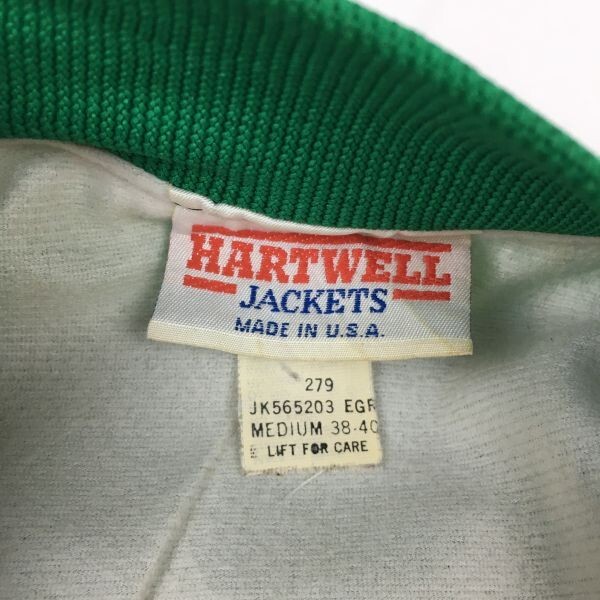 HARTWELL
JACKETS
MADE IN U.S.A.
279
JK565203 EGR
MEDIUM 38-40
LIFT FOR CARE